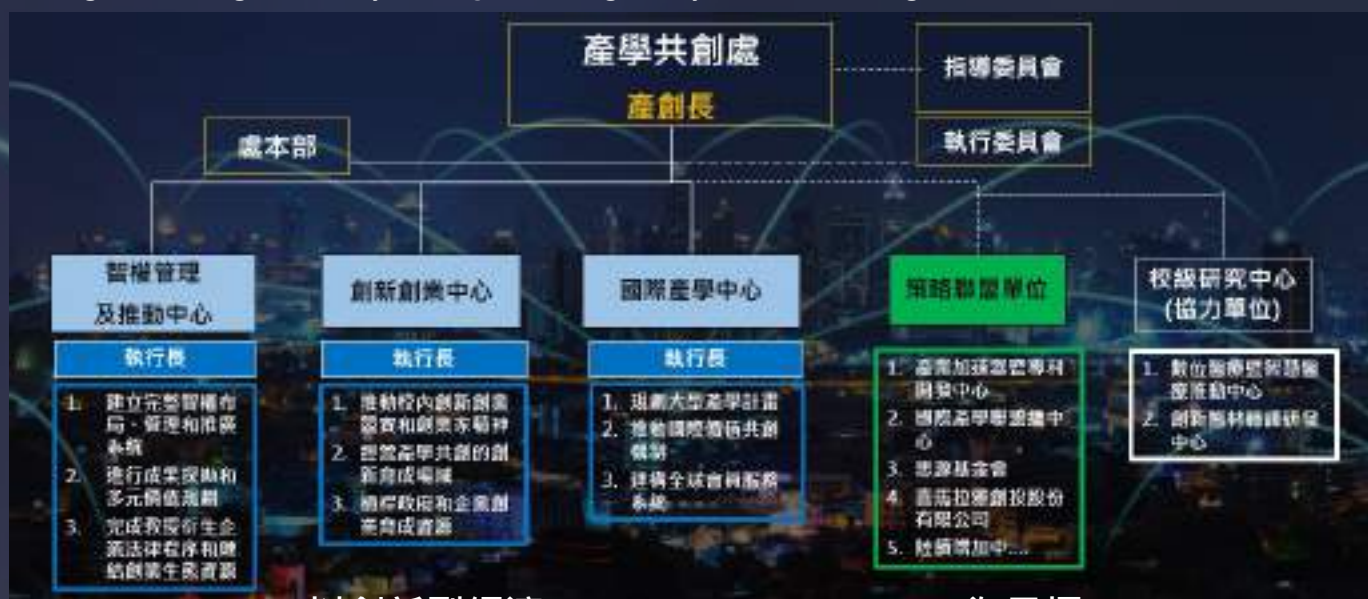 產學共創處
產創長
指導委員會
執行委員會
處本部
智權管理
及推動中心
執行長
1. 建立完整智權布
局、管理和推廣
系統
2. 進行成果援助和
多元價值規劃
3. 完成教授衍生企
業法律程序和鏈
結創業生態資源
創新創業中心
執行長
1. 推動校內創新創業
和創業家精神
2. 經營產學共創的創
新育成場域
3. 積極政府和企業創
業育成資源
國際產學中心
執行長
1. 規劃大型產學計畫
2. 推動國際價值共創
機制
3. 建構全球會員服務
系統
策略聯盟單位
1. 產業加速器暨專利
開發中心
2. 國際產學聯盟中
心
3. 思源基金會
4. 喜馬拉雅創投股份
有限公司
5. 陸續增加中....
校級研究中心
(協力單位)
1. 數位醫療暨智慧醫
療推動中心
2. 創新醫材轉譯研發
中心